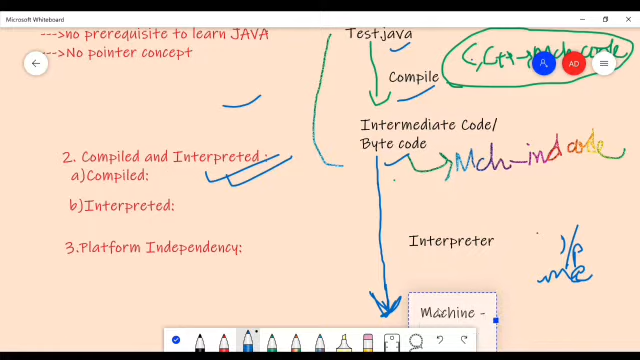 Microsoft Whiteboard
--->no prerequisite to learn JAVA
--->No pointer concept
2. Compiled and Interpreted :
a)Compiled:
b)Interpreted:
3.Platform Independency:
Test.java
Compile
C, C++ → Mch code
AD
Intermediate Code/
Byte code
Mch-ind code
Interpreter
Machine -